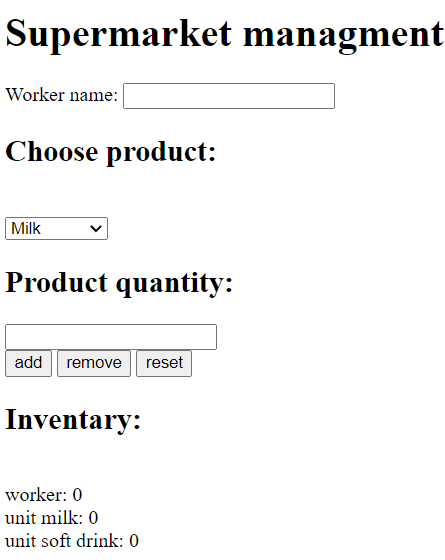 Supermarket managment
Worker name:
Choose product:
Milk
Product quantity:
add remove reset
Inventary:
worker: 0
unit milk: 0
unit soft drink: 0